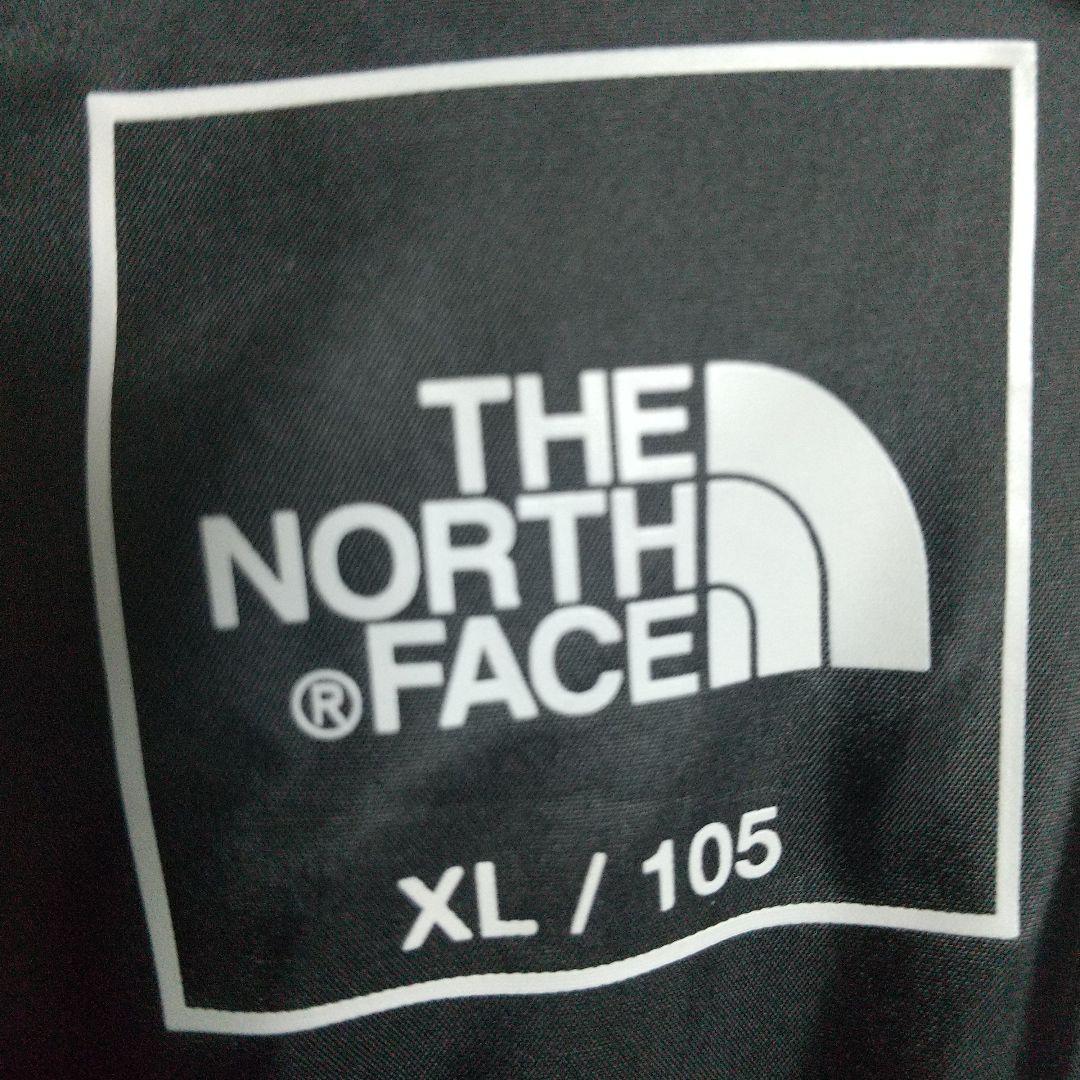 THE
NORTH
®FACE
XL / 105